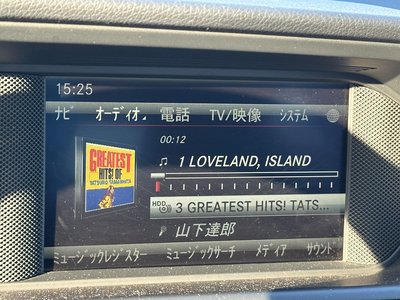 15:25
ナビ オーディオ 電話 TV/映像 システム
00:12
GREATEST
HITS! OF
TATSURO YAMASHITA
♫ 1 LOVELAND, ISLAND
HDD 3 GREATEST HITS! TATS...
山下達郎
ミュージックレジスター ミュージックサーチ メディア サウンド